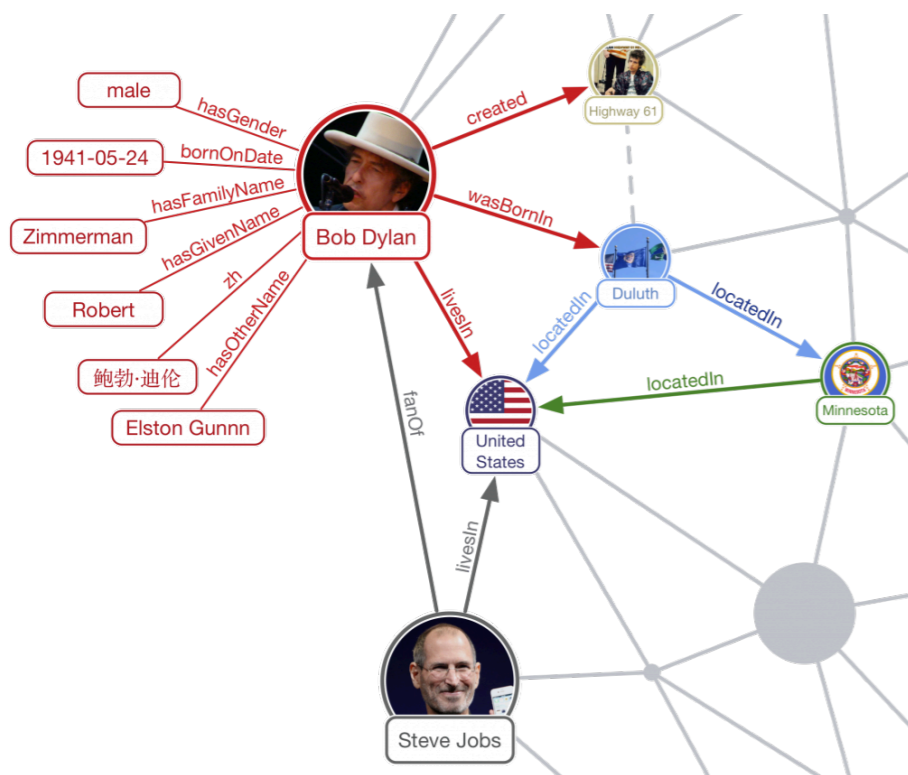 male
hasGender
1941-05-24
bornOnDate
hasFamilyName
Zimmerman
hasGivenName
Robert
zh
鲍勃·迪伦
hasOtherName
Elston Gunnn
Bob Dylan
created
Highway 61
wasBornIn
Duluth
livesIn
locatedIn
locatedIn
locatedIn
Minnesota
United
States
fanOf
livesIn
Steve Jobs